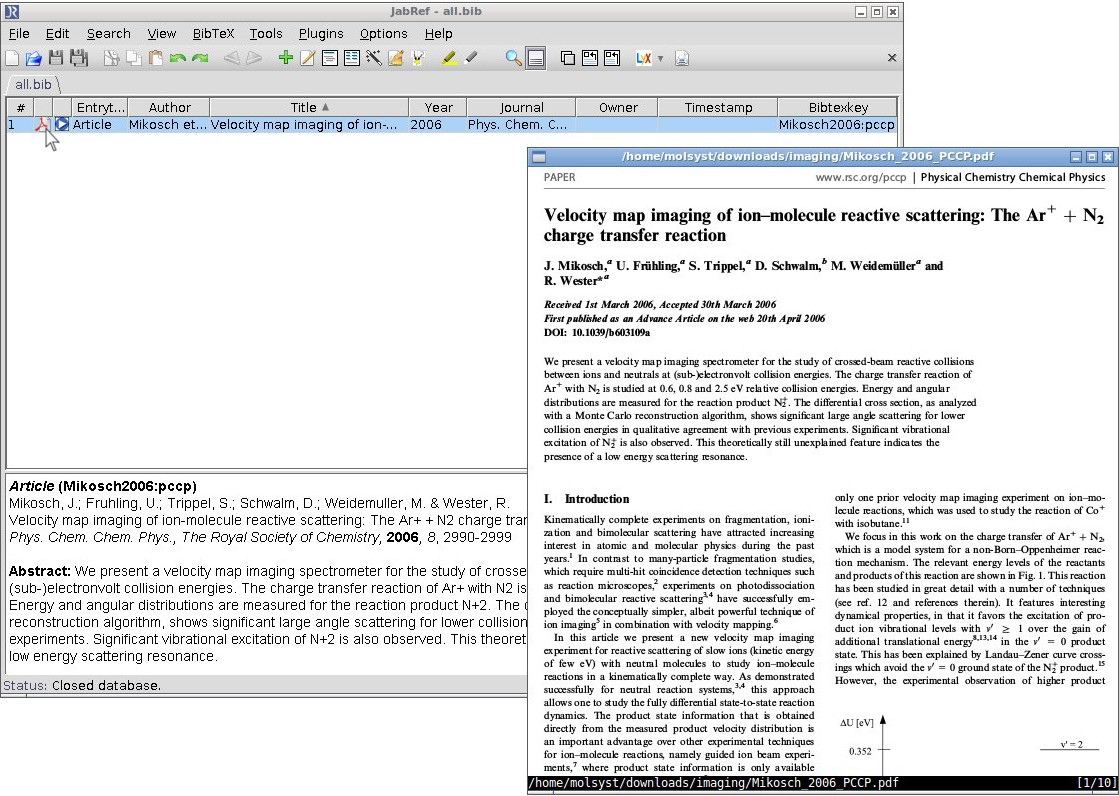 JabRef - all.bib
File Edit Search View BibTeX Tools Plugins Options Help
all.bib
# Entryt... Author Title Year Journal Owner Timestamp Bibtexkey
1 Article Mikosch et... Velocity map imaging of ion-... 2006 Phys. Chem. C... Mikosch2006:pccp
Article (Mikosch2006:pccp)
Mikosch, J.; Fruhling, U.; Trippel, S.; Schwalm, D.; Weidemuller, M. & Wester, R.
Velocity map imaging of ion-molecule reactive scattering: The Ar+ + N2 charge tran
Phys. Chem. Chem. Phys., The Royal Society of Chemistry, 2006, 8, 2990-2999
Abstract: We present a velocity map imaging spectrometer for the study of crosse
(sub-)electronvolt collision energies. The charge transfer reaction of Ar+ with N2 is
Energy and angular distributions are measured for the reaction product N+2. The
reconstruction algorithm, shows significant large angle scattering for lower collision
experiments. Significant vibrational excitation of N+2 is also observed. This theoret
low energy scattering resonance.
Status: Closed database.
/home/molsyst/downloads/imaging/Mikosch_2006_PCCP.pdf
PAPER www.rsc.org/pccp | Physical Chemistry Chemical Physics
Velocity map imaging of ion–molecule reactive scattering: The Ar⁺ + N₂
charge transfer reaction
J. Mikosch,ᵃ U. Frühling,ᵃ S. Trippel,ᵃ D. Schwalm,ᵇ M. Weidemüllerᵃ and
R. Wester*ᵃ
Received 1st March 2006, Accepted 30th March 2006
First published as an Advance Article on the web 20th April 2006
DOI: 10.1039/b603109a
We present a velocity map imaging spectrometer for the study of crossed-beam reactive collisions
between ions and neutrals at (sub-)electronvolt collision energies. The charge transfer reaction of
Ar⁺ with N₂ is studied at 0.6, 0.8 and 2.5 eV relative collision energies. Energy and angular
distributions are measured for the reaction product N₂⁺. The differential cross section, as analyzed
with a Monte Carlo reconstruction algorithm, shows significant large angle scattering for lower
collision energies in qualitative agreement with previous experiments. Significant vibrational
excitation of N₂⁺ is also observed. This theoretically still unexplained feature indicates the
presence of a low energy scattering resonance.
I. Introduction
Kinematically complete experiments on fragmentation, ioni-
zation and bimolecular scattering have attracted increasing
interest in atomic and molecular physics during the past
years.¹ In contrast to many-particle fragmentation studies,
which require multi-hit coincidence detection techniques such
as reaction microscopes,² experiments on photodissociation
and bimolecular reactive scattering³,⁴ have successfully em-
ployed the conceptually simpler, albeit powerful technique of
ion imaging⁵ in combination with velocity mapping.⁶
In this article we present a new velocity map imaging
experiment for reactive scattering of slow ions (kinetic energy
of few eV) with neutral molecules to study ion–molecule
reactions in a kinematically complete way. As demonstrated
successfully for neutral reaction systems,³,⁴ this approach
allows one to study the fully differential state-to-state reaction
dynamics. The product state information that is obtained
directly from the measured product velocity distribution is
an important advantage over other experimental techniques
for ion–molecule reactions, namely guided ion beam experi-
ments,⁷ where product state information is only available
only one prior velocity map imaging experiment on ion–mo-
lecule reactions, which was used to study the reaction of Co⁺
with isobutane.¹¹
We focus in this work on the charge transfer of Ar⁺ + N₂,
which is a model system for a non-Born–Oppenheimer reac-
tion mechanism. The relevant energy levels of the reactants
and products of this reaction are shown in Fig. 1. This reaction
has been studied in great detail with a number of techniques
(see ref. 12 and references therein). It features interesting
dynamical properties, in that it favors the excitation of pro-
duct ion vibrational levels with v′ ≥ 1 over the gain of
additional translational energy⁸,¹³,¹⁴ in the v′ = 0 product
state. This has been explained by Landau–Zener curve cross-
ings which avoid the v′ = 0 ground state of the N₂⁺ product.¹⁵
However, the experimental observation of higher product
ΔU [eV]
v' = 2
0.352
/home/molsyst/downloads/imaging/Mikosch_2006_PCCP.pdf [1/10]